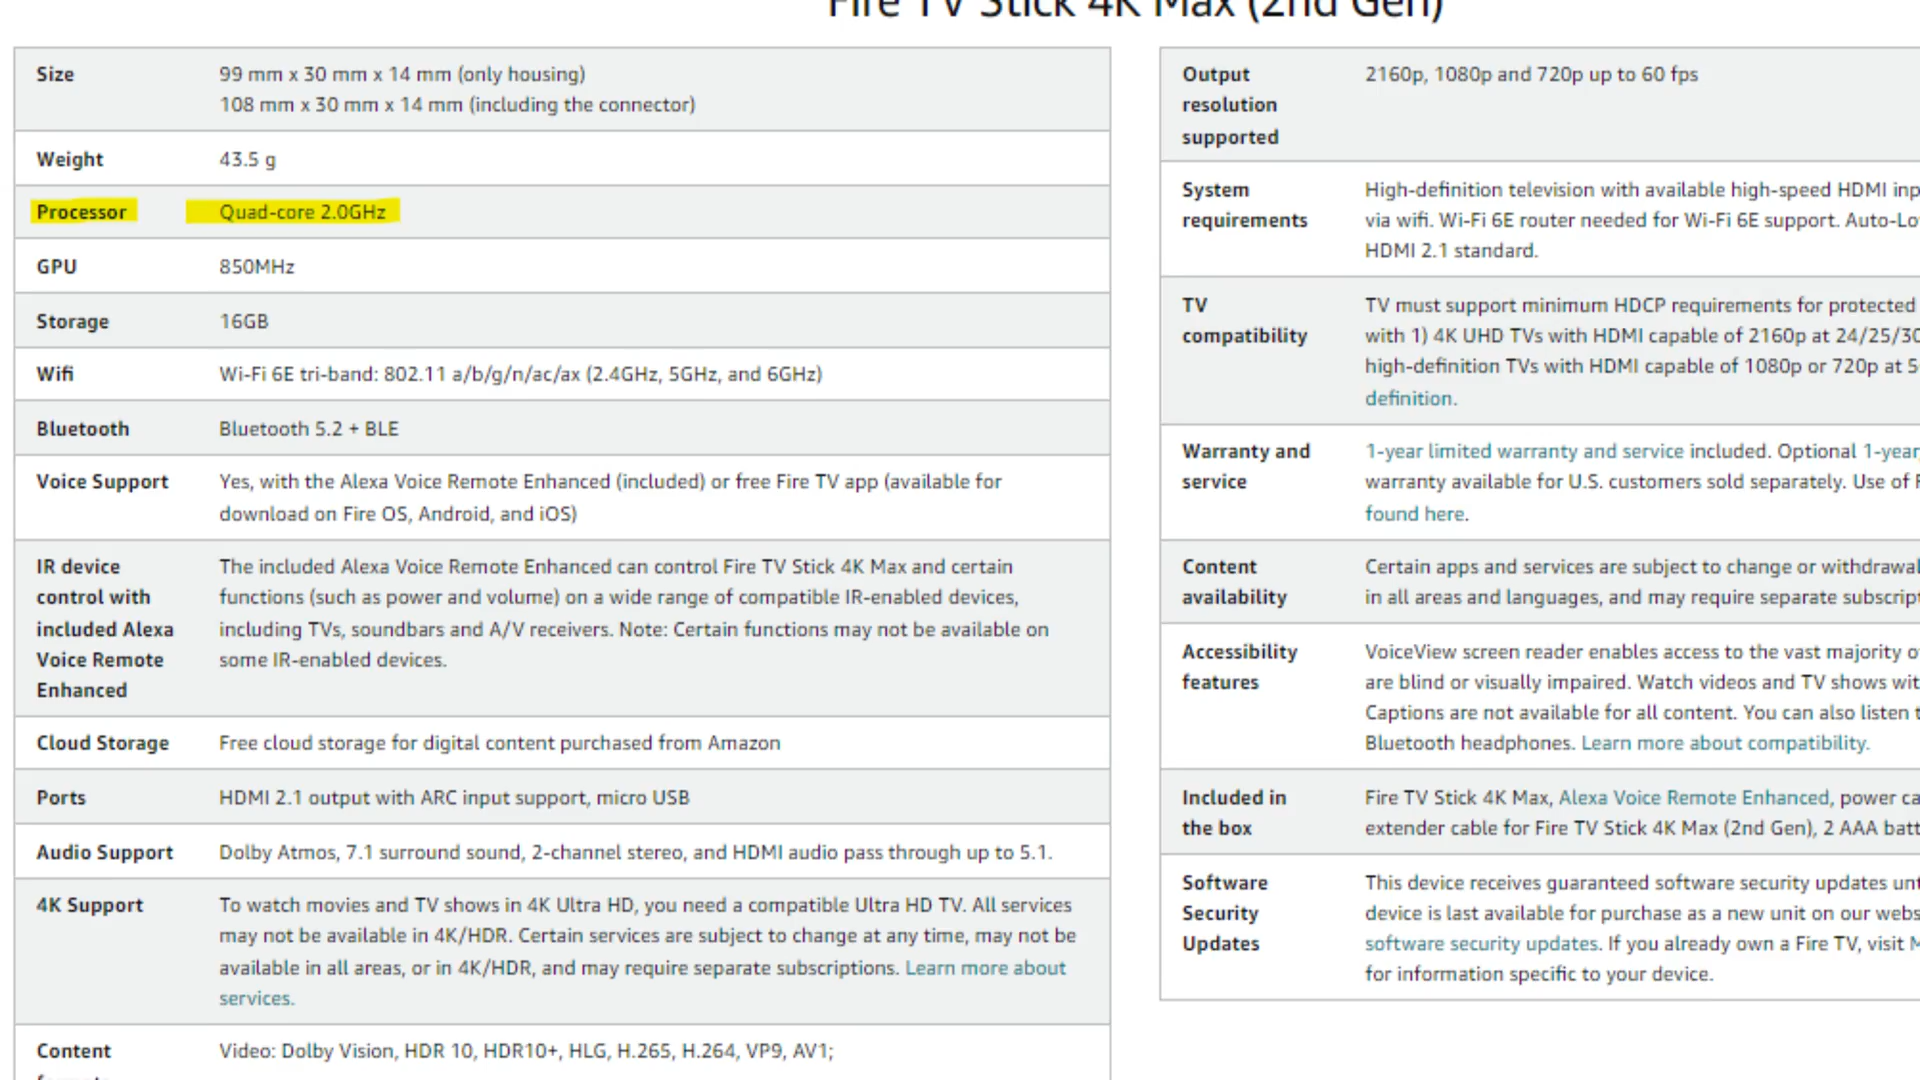 Fire TV Stick 4K Max (2nd Gen)
Size
99 mm x 30 mm x 14 mm (only housing)
108 mm x 30 mm x 14 mm (including the connector)
Weight
43.5 g
Processor
Quad-core 2.0GHz
GPU
850MHz
Storage
16GB
Wifi
Wi-Fi 6E tri-band: 802.11 a/b/g/n/ac/ax (2.4GHz, 5GHz, and 6GHz)
Bluetooth
Bluetooth 5.2 + BLE
Voice Support
Yes, with the Alexa Voice Remote Enhanced (included) or free Fire TV app (available for
download on Fire OS, Android, and iOS)
IR device
control with
included Alexa
Voice Remote
Enhanced
The included Alexa Voice Remote Enhanced can control Fire TV Stick 4K Max and certain
functions (such as power and volume) on a wide range of compatible IR-enabled devices,
including TVs, soundbars and A/V receivers. Note: Certain functions may not be available on
some IR-enabled devices.
Cloud Storage
Free cloud storage for digital content purchased from Amazon
Ports
HDMI 2.1 output with ARC input support, micro USB
Audio Support
Dolby Atmos, 7.1 surround sound, 2-channel stereo, and HDMI audio pass through up to 5.1.
4K Support
To watch movies and TV shows in 4K Ultra HD, you need a compatible Ultra HD TV. All services
may not be available in 4K/HDR. Certain services are subject to change at any time, may not be
available in all areas, or in 4K/HDR, and may require separate subscriptions. Learn more about
services.
Content
Video: Dolby Vision, HDR 10, HDR10+, HLG, H.265, H.264, VP9, AV1;
Output
resolution
supported
2160p, 1080p and 720p up to 60 fps
System
requirements
High-definition television with available high-speed HDMI
via wifi. Wi-Fi 6E router needed for Wi-Fi 6E support.
HDMI 2.1 standard.
TV
compatibility
TV must support minimum HDCP requirements for protected
with 1) 4K UHD TVs with HDMI capable of 2160p at
high-definition TVs with HDMI capable of 1080p or 720p at
definition.
Warranty and
service
1-year limited warranty and service included. Optional 1-year,
warranty available for U.S. customers sold separately. Use of
found here.
Content
availability
Certain apps and services are subject to change or withdrawal
in all areas and languages, and may require separate
Accessibility
features
VoiceView screen reader enables access to the vast majority
are blind or visually impaired. Watch videos and TV shows
Captions are not available for all content. You can also listen
Bluetooth headphones. Learn more about compatibility.
Included in
the box
Fire TV Stick 4K Max, Alexa Voice Remote Enhanced, power
extender cable for Fire TV Stick 4K Max (2nd Gen), 2 AAA
Software
Security
Updates
This device receives guaranteed software security updates
device is last available for purchase as a new unit on our
software security updates. If you already own a Fire TV, visit
for information specific to your device.